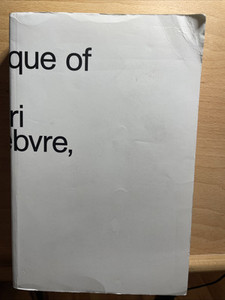 que of
ri
ebvre,